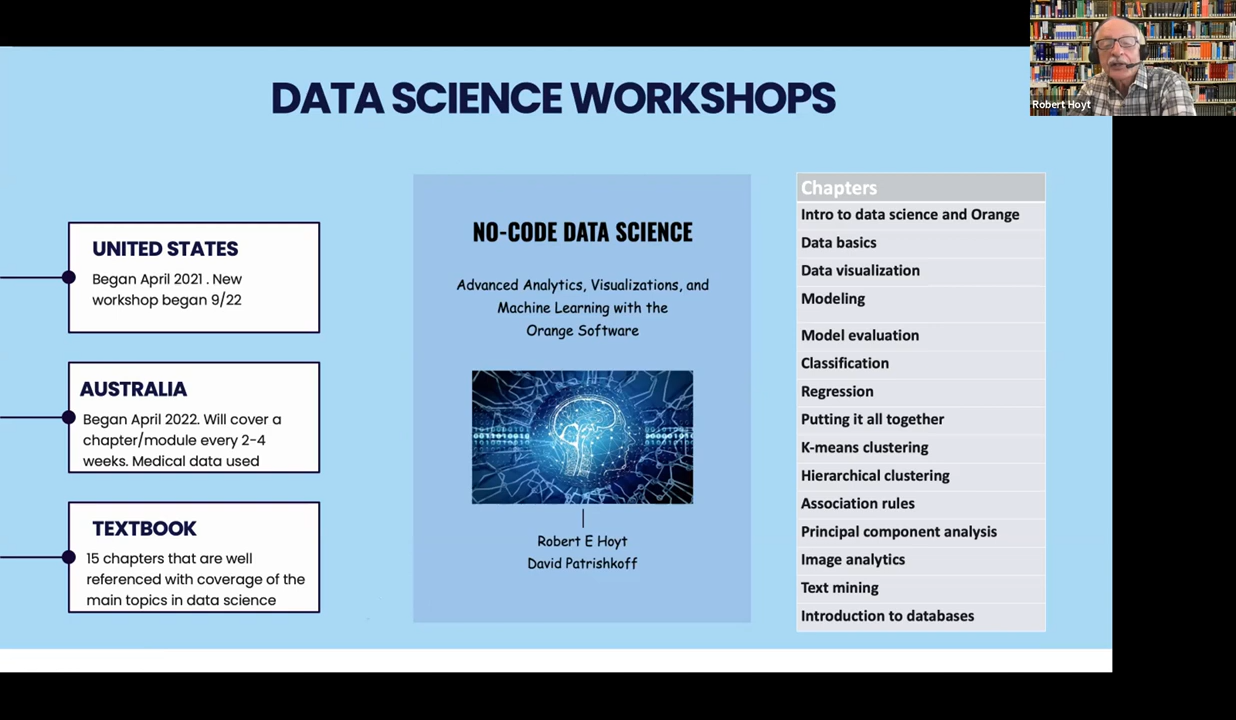 DATA SCIENCE WORKSHOPS
Robert Hoyt
UNITED STATES
Began April 2021 . New
workshop began 9/22
AUSTRALIA
Began April 2022. Will cover a
chapter/module every 2-4
weeks. Medical data used
TEXTBOOK
15 chapters that are well
referenced with coverage of the
main topics in data science
NO-CODE DATA SCIENCE
Advanced Analytics, Visualizations, and
Machine Learning with the
Orange Software
Robert E Hoyt
David Patrishkoff
Chapters
Intro to data science and Orange
Data basics
Data visualization
Modeling
Model evaluation
Classification
Regression
Putting it all together
K-means clustering
Hierarchical clustering
Association rules
Principal component analysis
Image analytics
Text mining
Introduction to databases